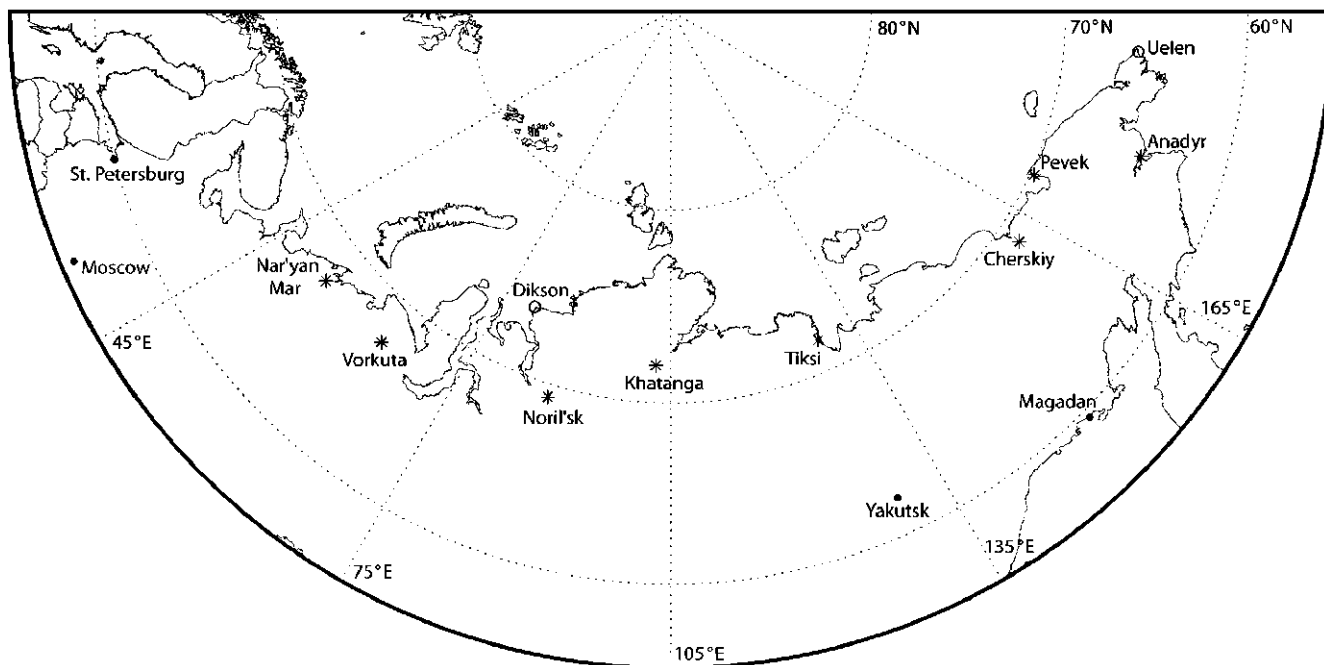 80°N
70°N
60°N
Uelen
Anadyr
Pevek
St. Petersburg
Cherskiy
Moscow
Nar'yan
Mar
Dikson
165°E
45°E
Vorkuta
Tiksi
Khatanga
Noril'sk
Magadan
Yakutsk
135°E
75°E
105°E